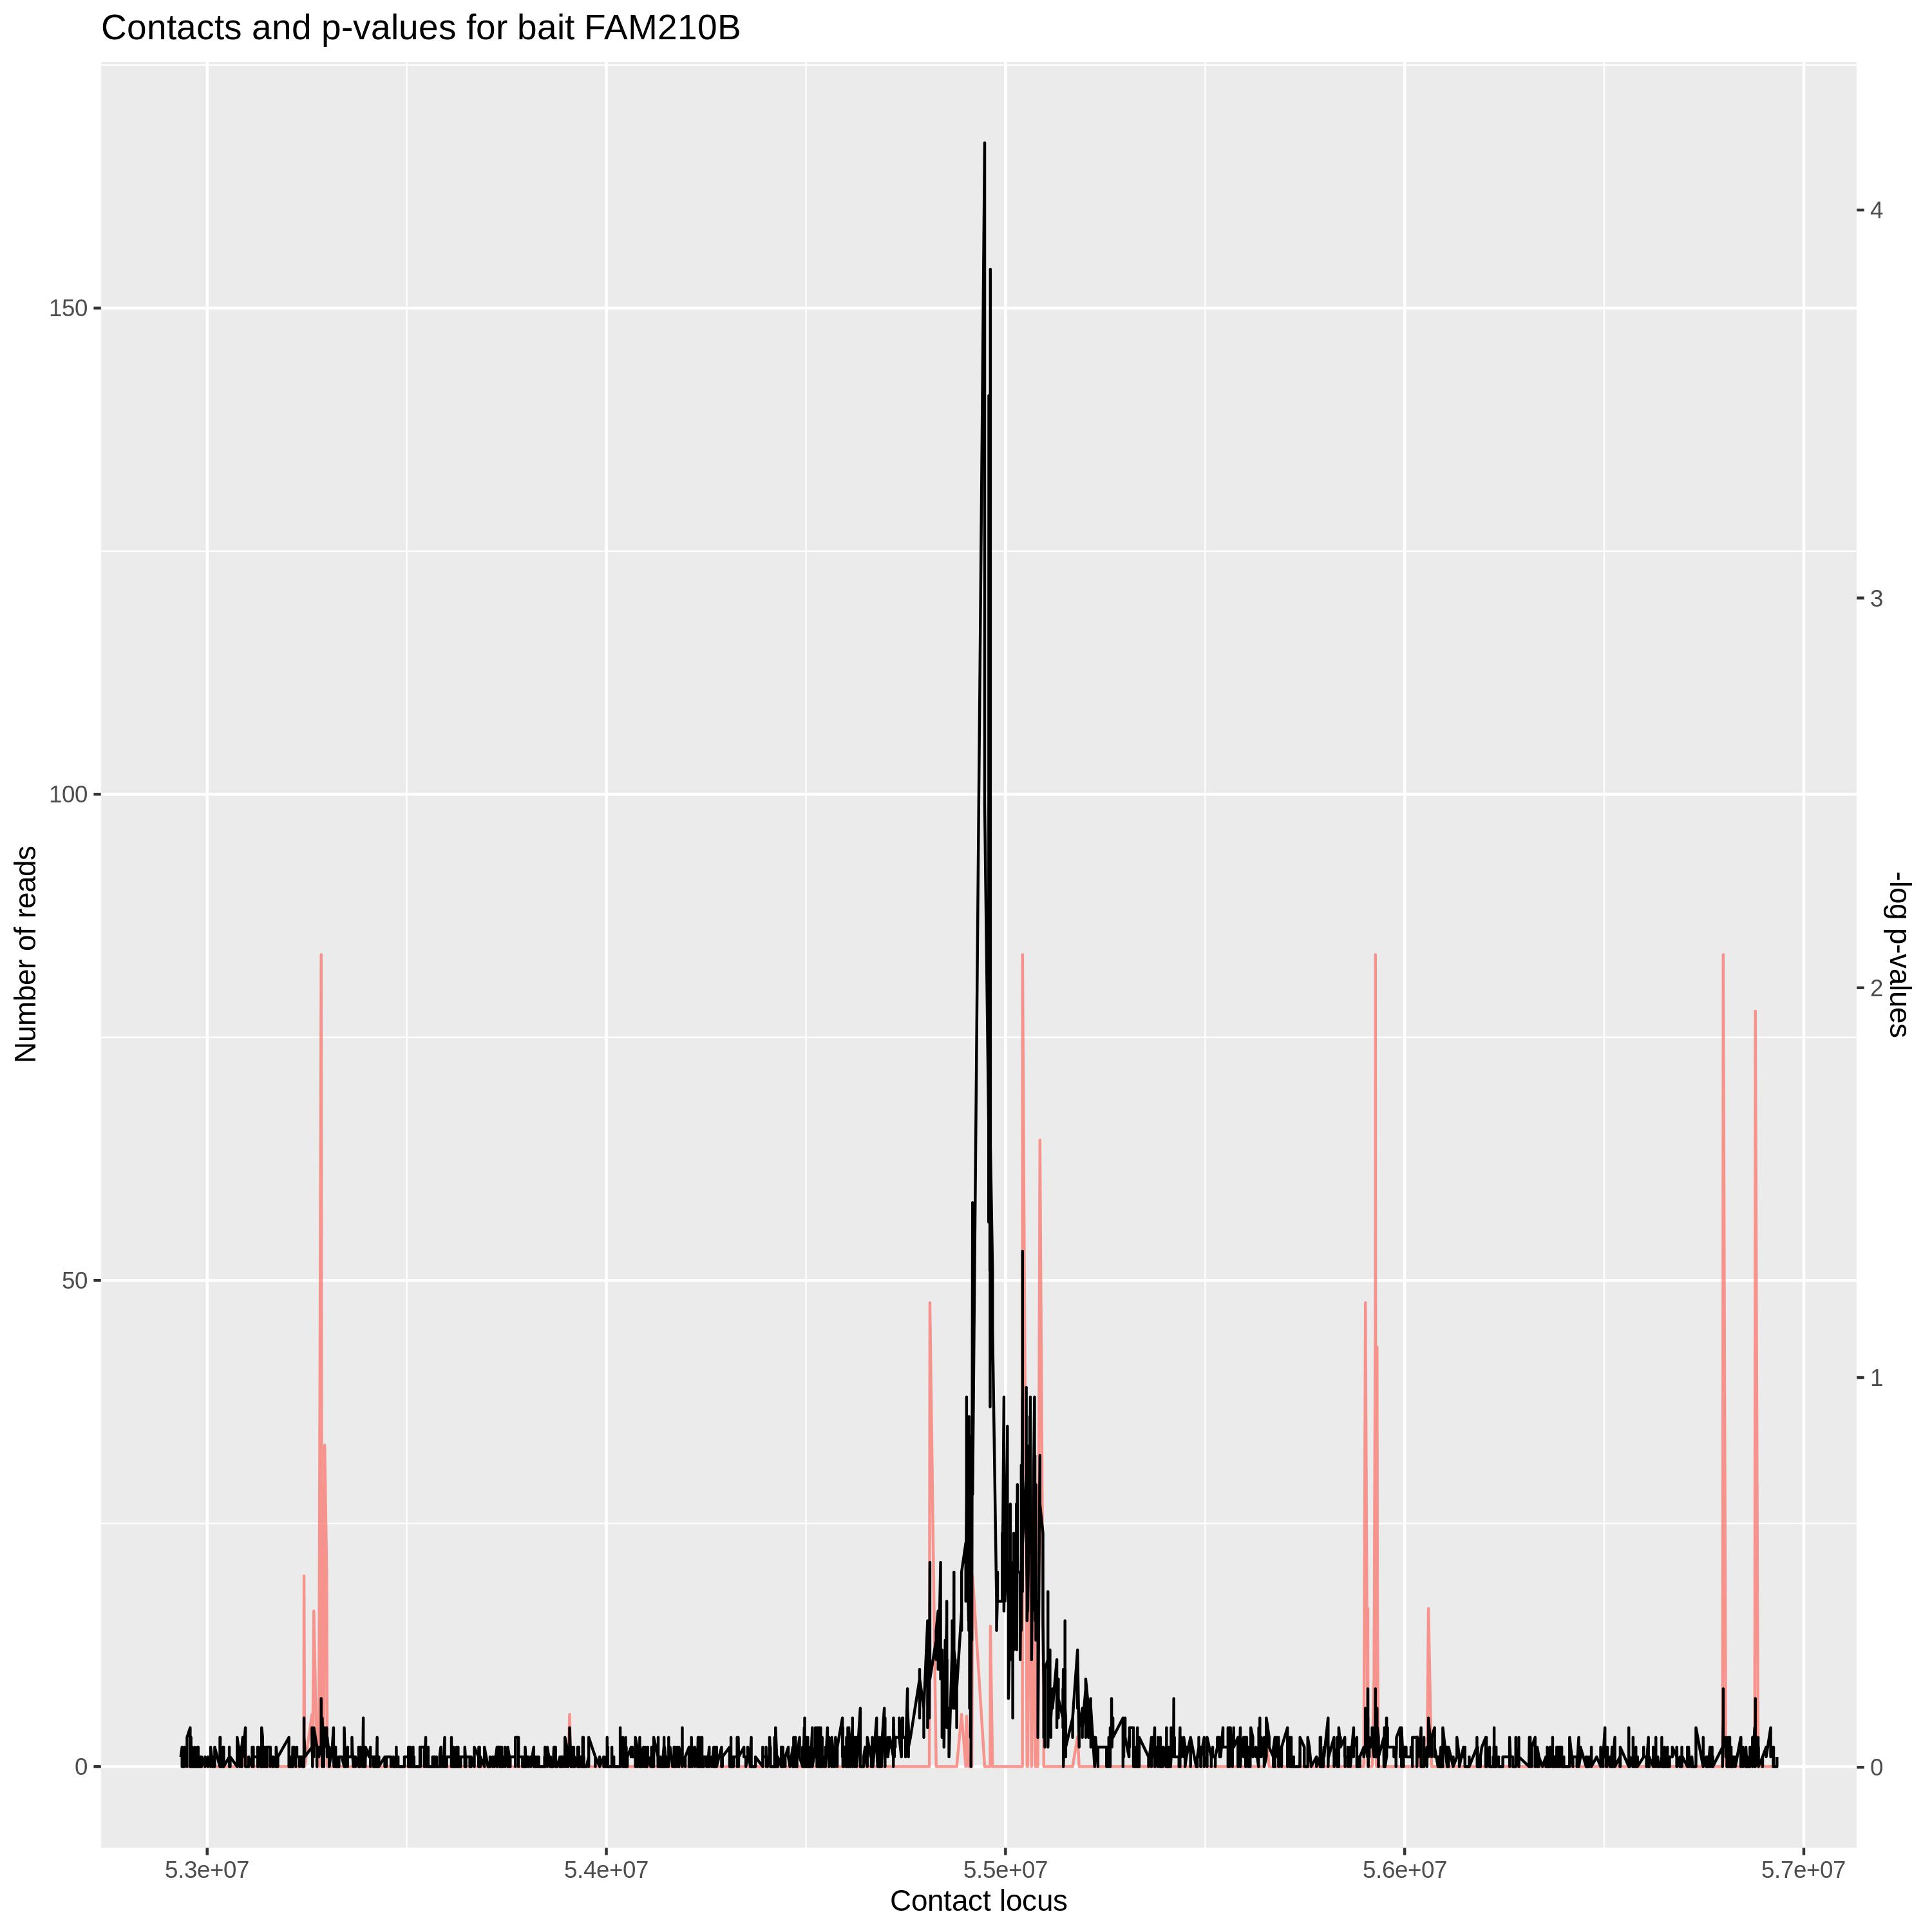 Contacts and p-values for bait FAM210B
Number of reads
150
100
50
0
4
3
2
1
0
-log p-values
5.3e+07 5.4e+07 5.5e+07 5.6e+07 5.7e+07
Contact locus